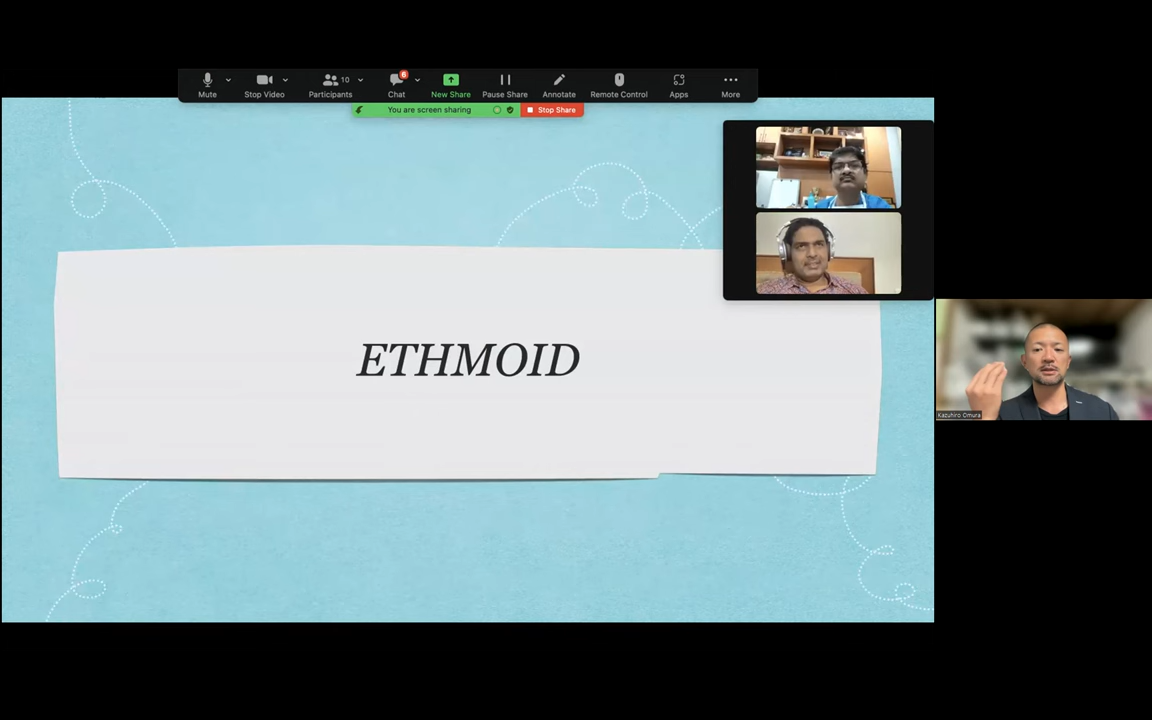 Mute
Stop Video
Participants
10
Chat
6
New Share
Pause Share
Annotate
Remote Control
Apps
More
You are screen sharing
Stop Share
ETHMOID
Kazuhiro Omura